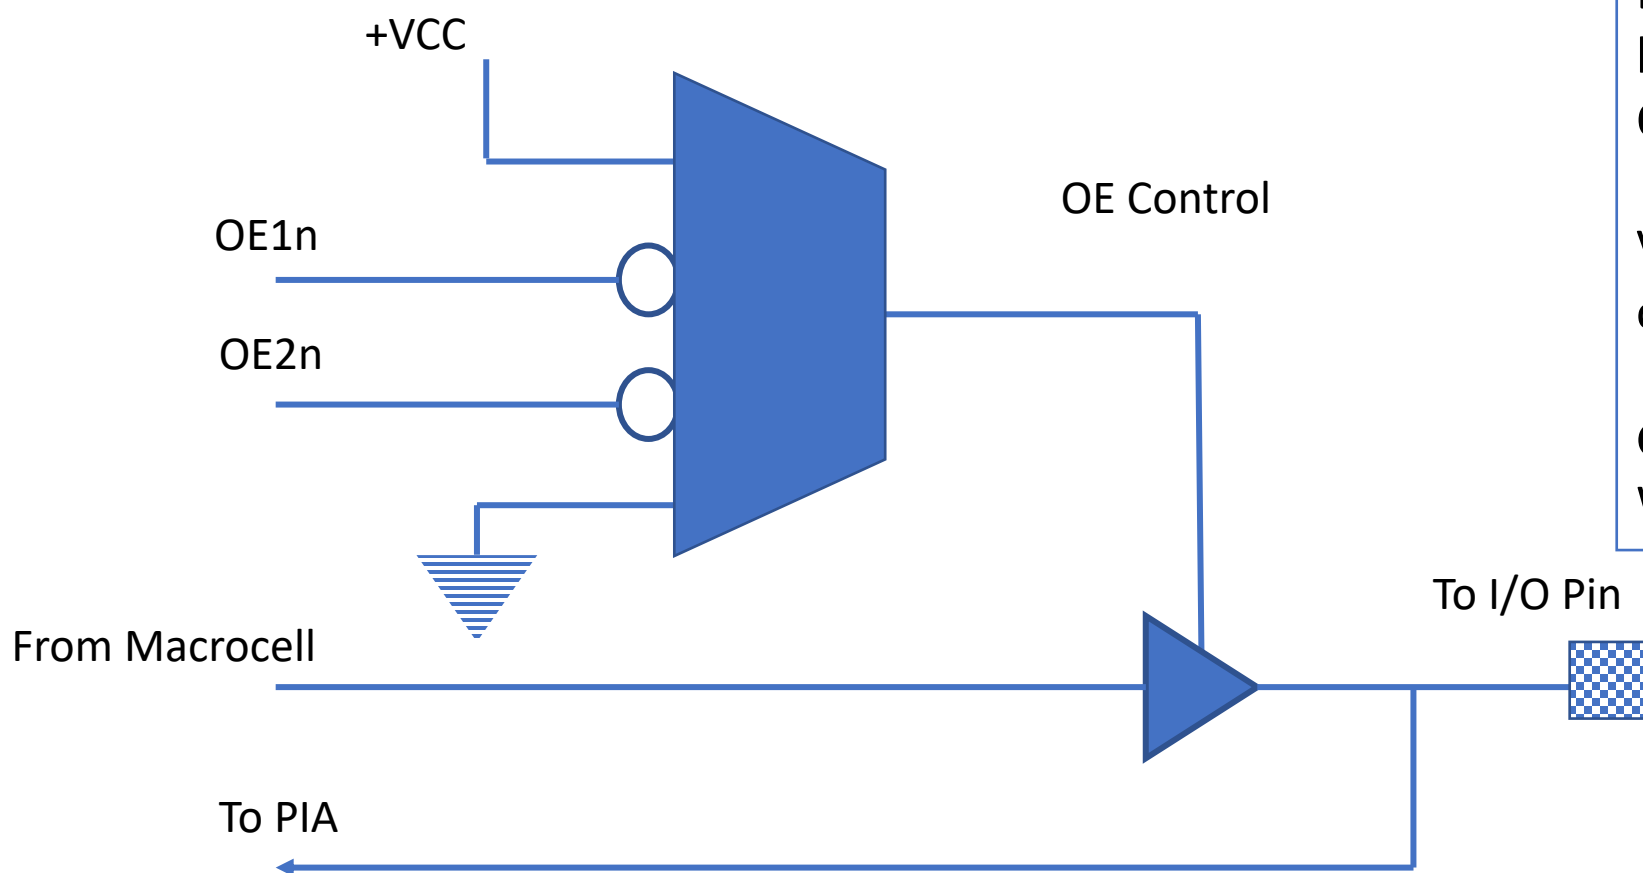 +VCC
OE1n
OE Control
OE2n
To I/O Pin
From Macrocell
To PIA